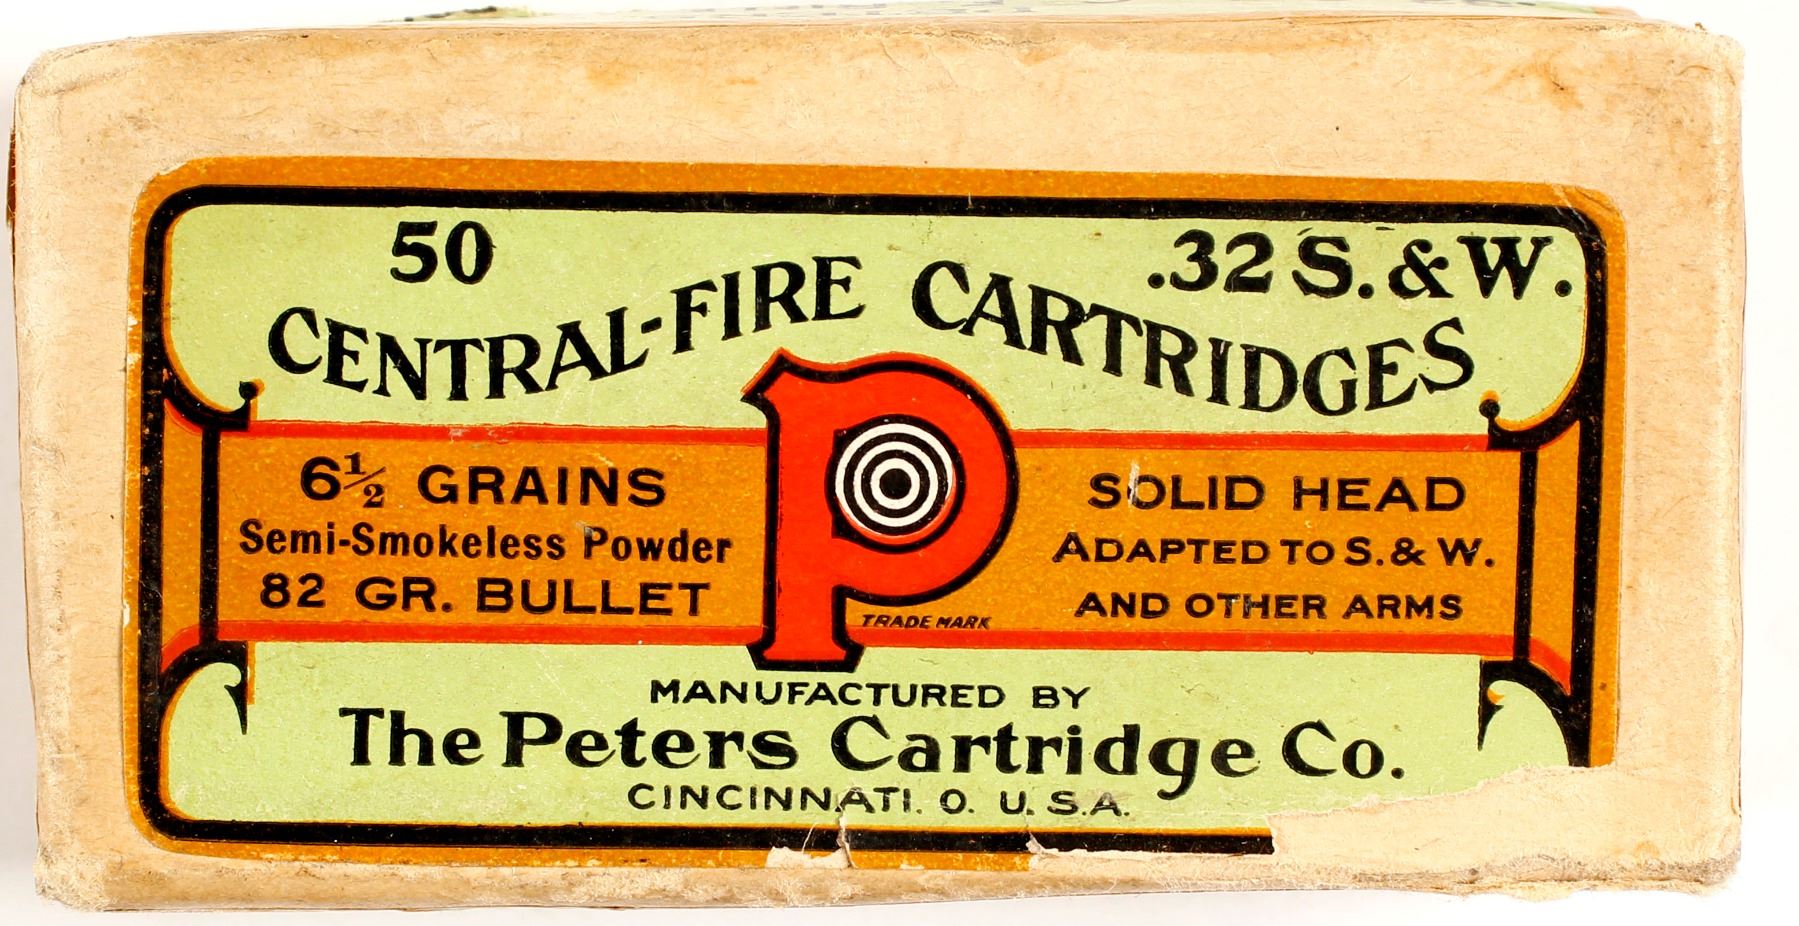 50 .32 S. & W.
CENTRAL-FIRE CARTRIDGES
6½ GRAINS
Semi-Smokeless Powder
82 GR. BULLET
P
TRADE MARK
SOLID HEAD
ADAPTED TO S. & W.
AND OTHER ARMS
MANUFACTURED BY
The Peters Cartridge Co.
CINCINNATI. O. U.S.A.